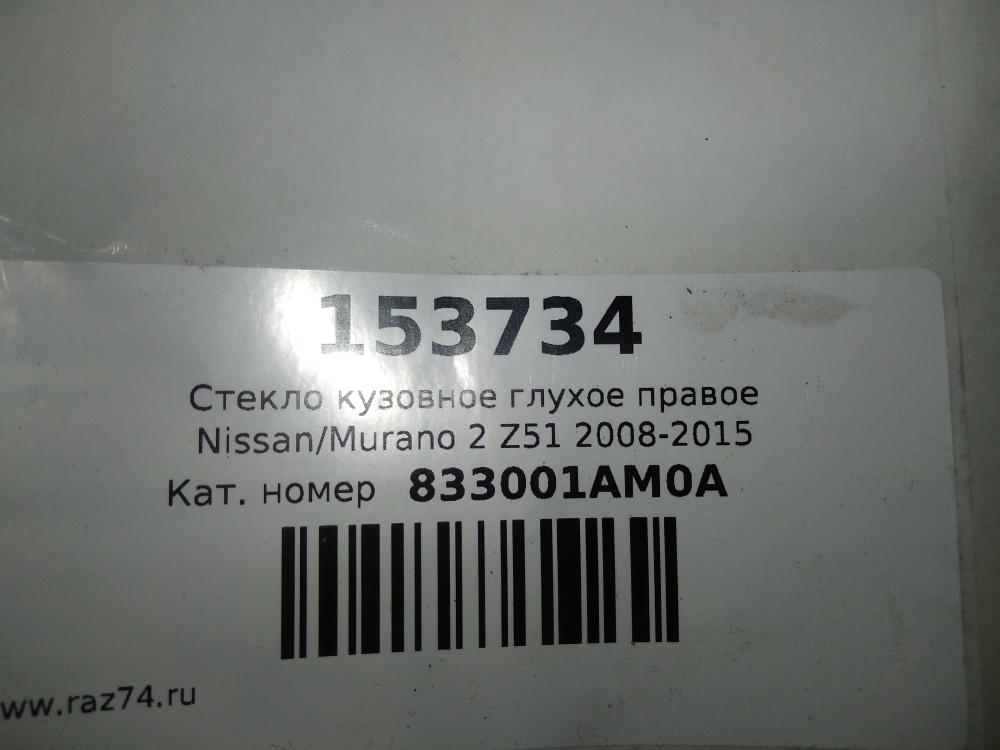 153734
Стекло кузовное глухое правое
Nissan/Murano 2 Z51 2008-2015
Кат. номер 833001AM0A
www.raz74.ru